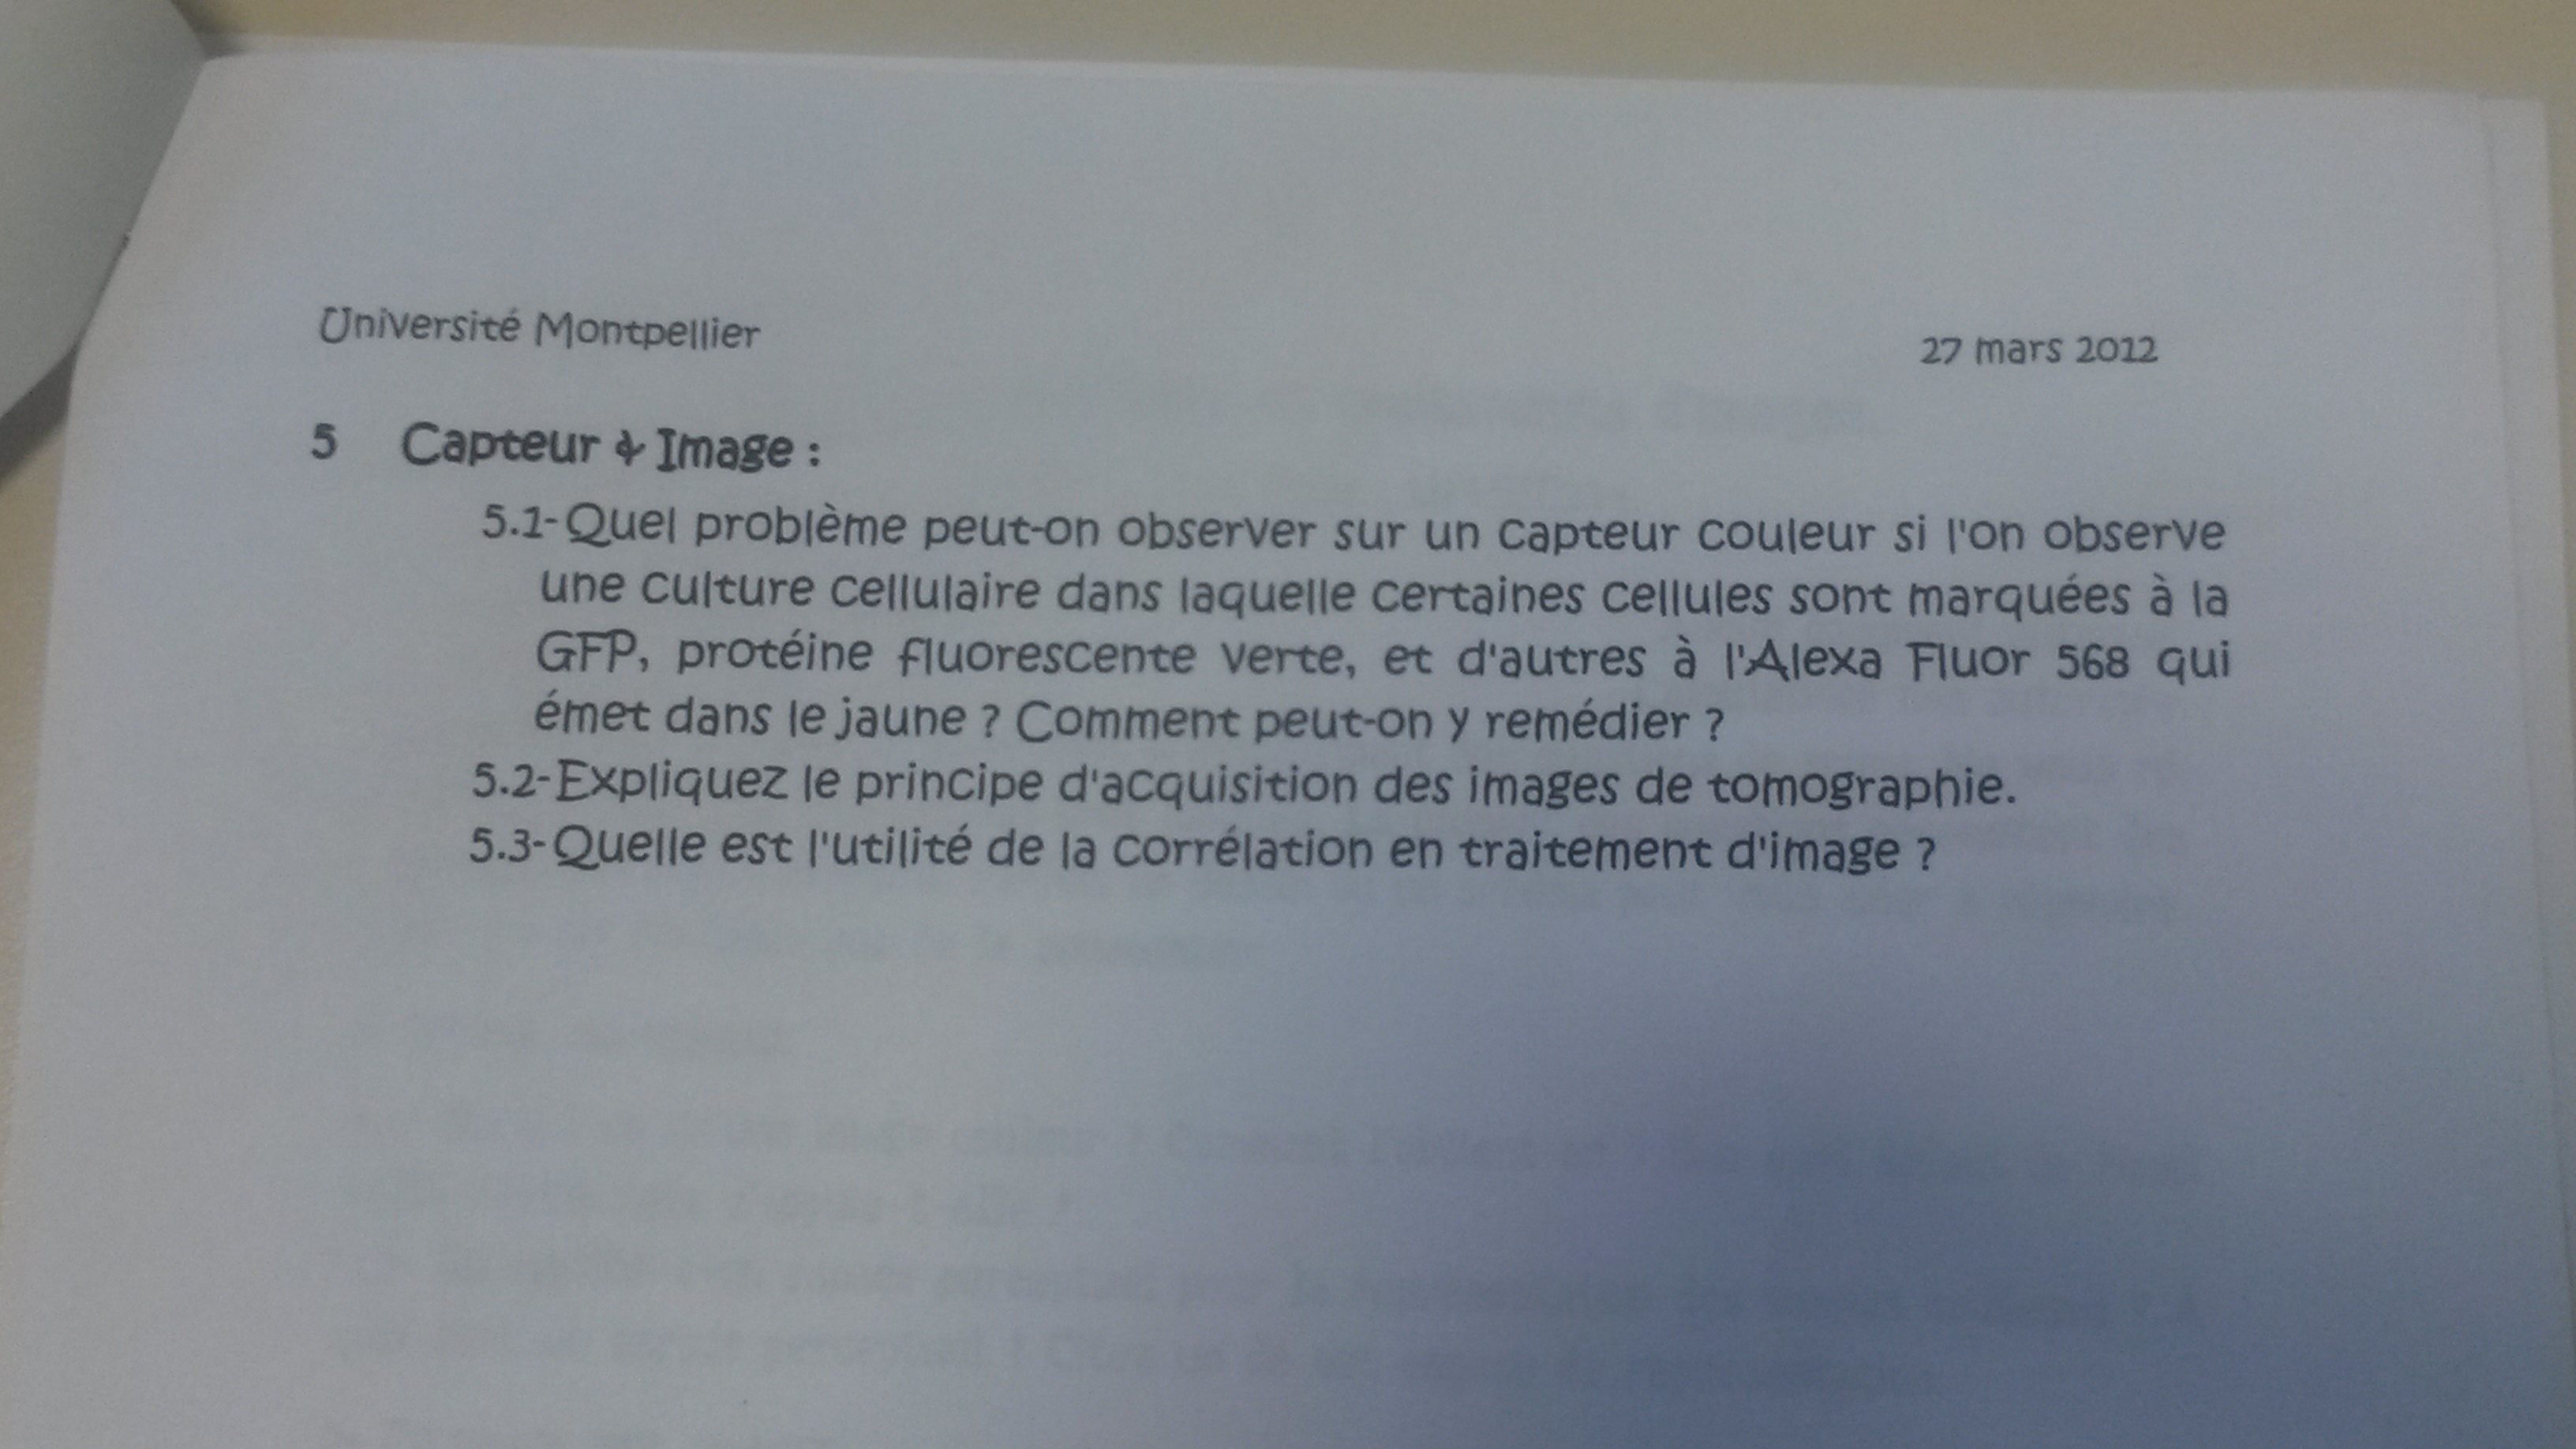 Université Montpellier
27 mars 2012
5 Capteur & Image :
5.1-Quel problème peut-on observer sur un capteur couleur si l'on observe
une culture cellulaire dans laquelle certaines cellules sont marquées à la
GFP, protéine fluorescente verte, et d'autres à l'Alexa Fluor 568 qui
émet dans le jaune ? Comment peut-on y remédier ?
5.2-Expliquez le principe d'acquisition des images de tomographie.
5.3-Quelle est l'utilité de la corrélation en traitement d'image ?